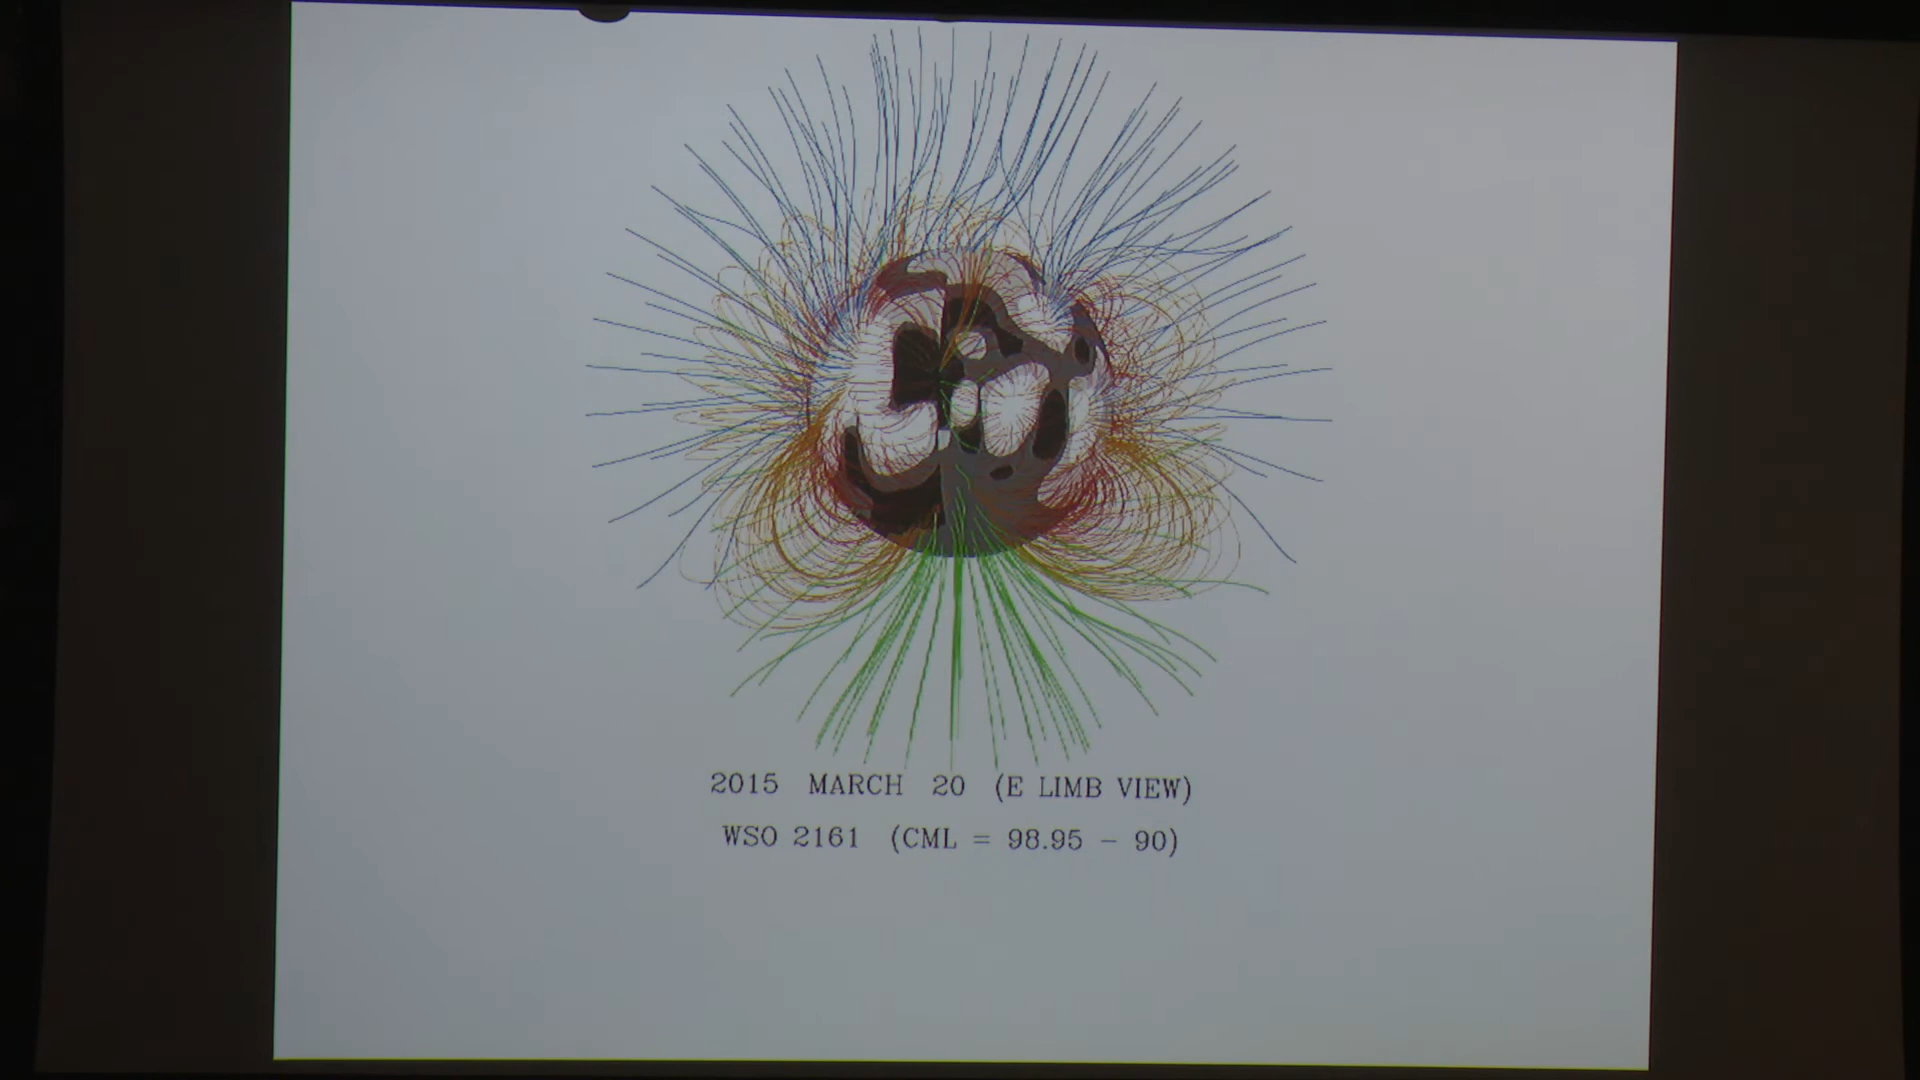 2015 MARCH 20 (E LIMB VIEW)
WSO 2161 (CML = 98.95 - 90)